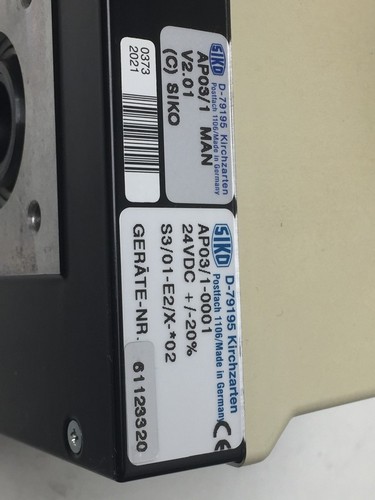 SIKO
D-79195 Kirchzarten
Postfach 1106/Made in Germany
AP03/1 MAN
V2.01
(C) SIKO
0373
2021
SIKO
D-79195 Kirchzarten
Postfach 1106/Made in Germany
AP03/1-0001
24VDC +/-20%
S3/01-E2/X-*02
GERÄTE-NR. 61123320
CE